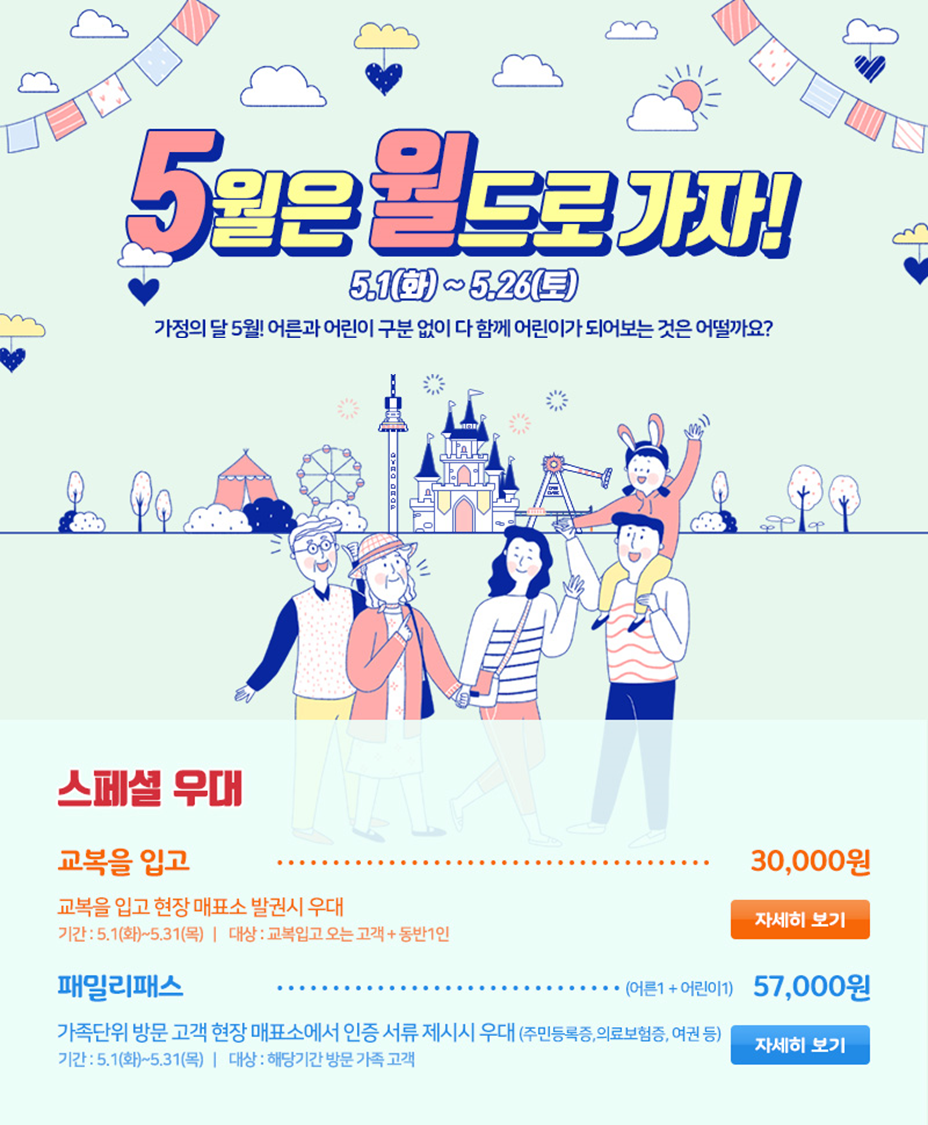 5월은 월드로 가자!
5.1(화) ~ 5.26(토)
가정의 달 5월! 어른과 어린이 구분 없이 다 함께 어린이가 되어보는 것은 어떨까요?
스페셜 우대
교복을 입고 30,000원
교복을 입고 현장 매표소 발권시 우대
자세히 보기
기간 : 5.1(화)~5.31(목) | 대상 : 교복입고 오는 고객 + 동반1인
패밀리패스 (어른1 + 어린이1) 57,000원
가족단위 방문 고객 현장 매표소에서 인증 서류 제시시 우대 (주민등록증,의료보험증, 여권 등)
자세히 보기
기간 : 5.1(화)~5.31(목) | 대상 : 해당기간 방문 가족 고객